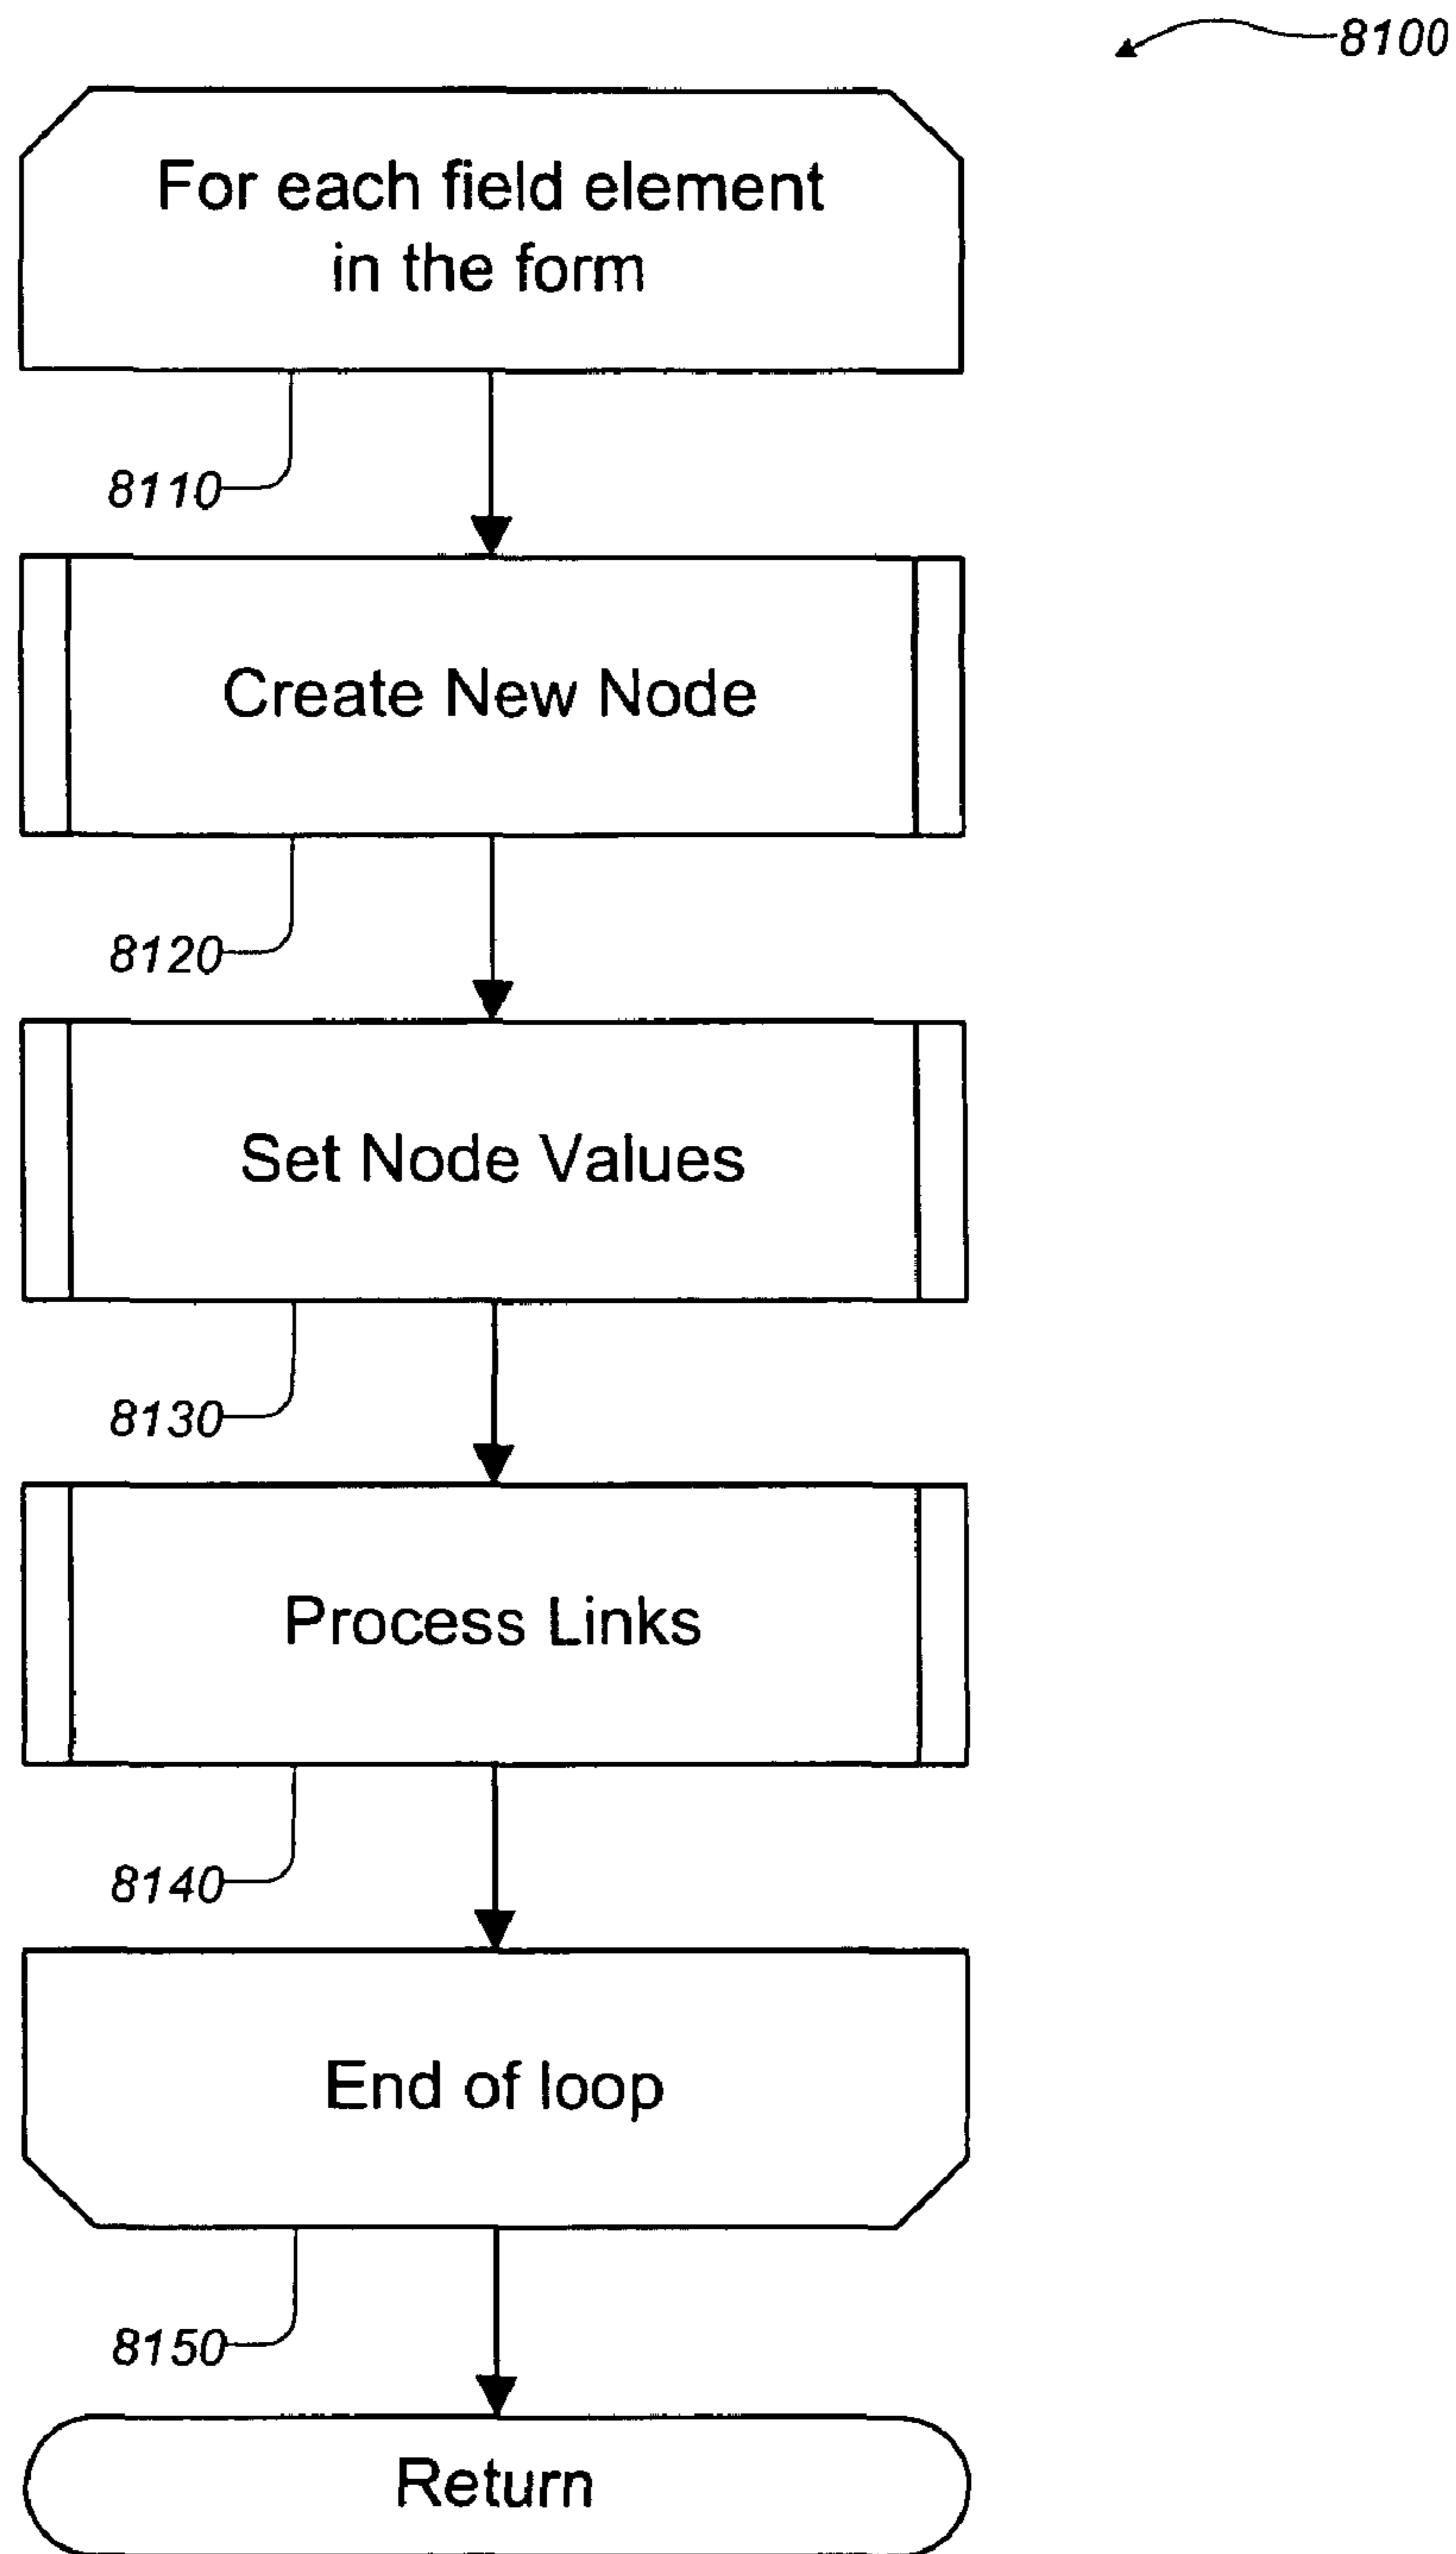 8100
For each field element
in the form
8110
Create New Node
8120
Set Node Values
8130
Process Links
8140
End of loop
8150
Return